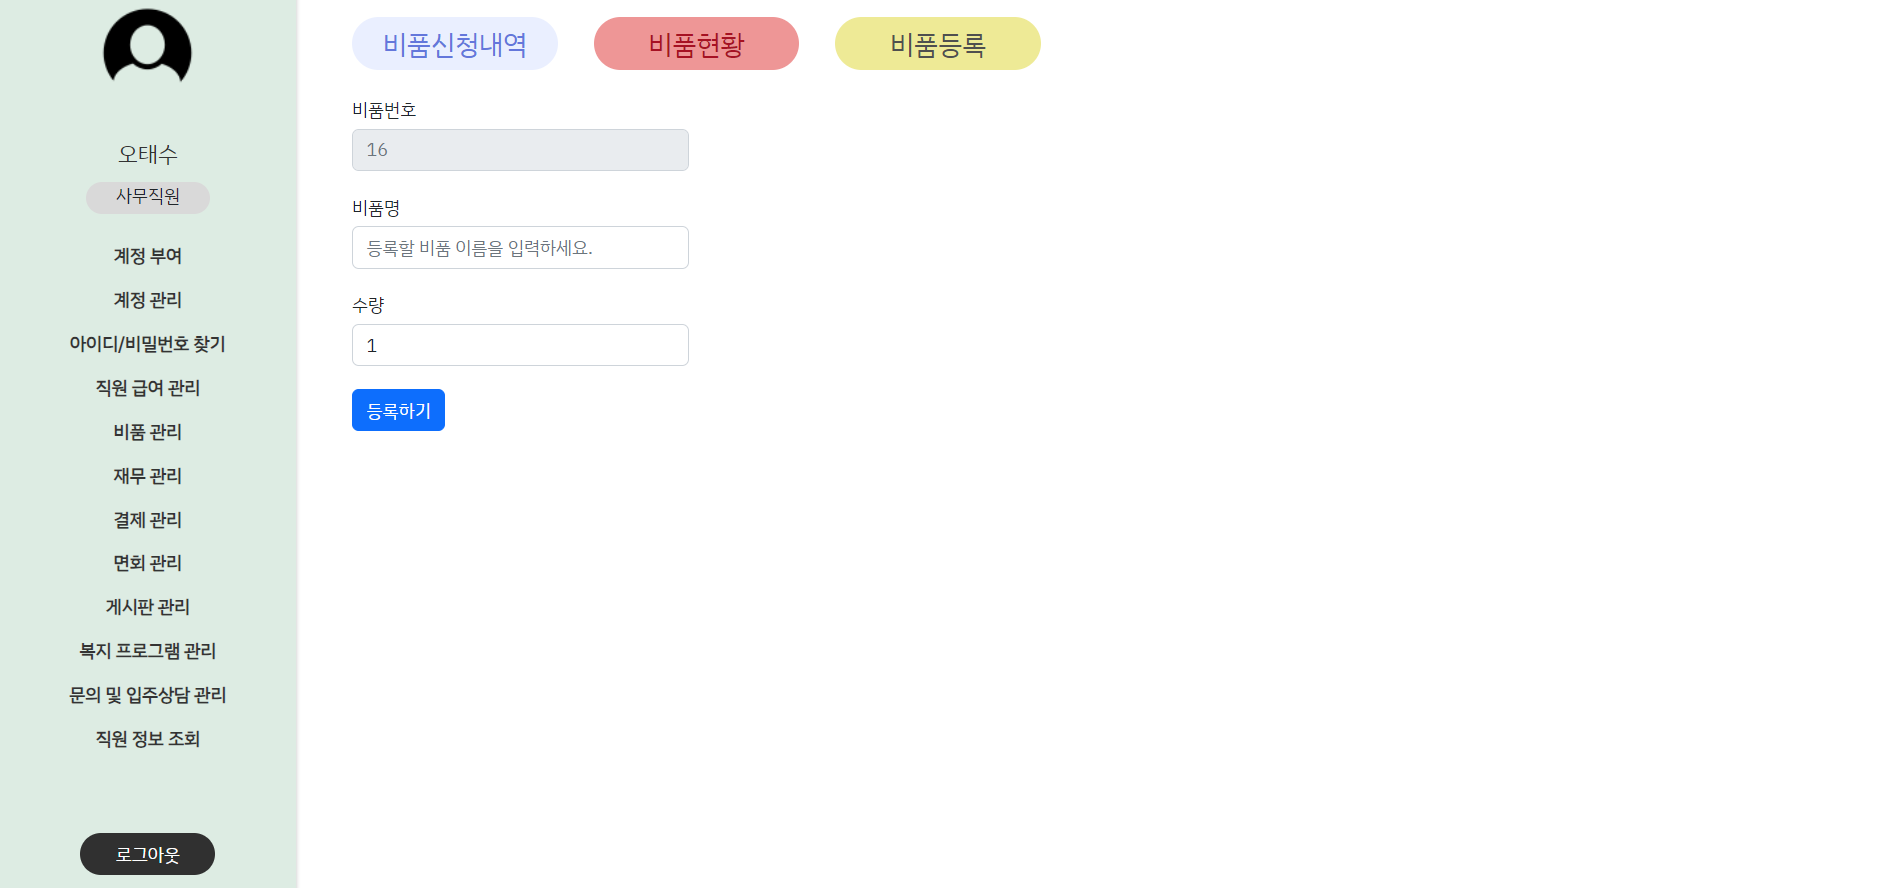 오태수
사무직원
계정 부여
계정 관리
아이디/비밀번호 찾기
직원 급여 관리
비품 관리
재무 관리
결제 관리
면회 관리
게시판 관리
복지 프로그램 관리
문의 및 입주상담 관리
직원 정보 조회
로그아웃
비품신청내역 비품현황 비품등록
비품번호
16
비품명
등록할 비품 이름을 입력하세요.
수량
1
등록하기